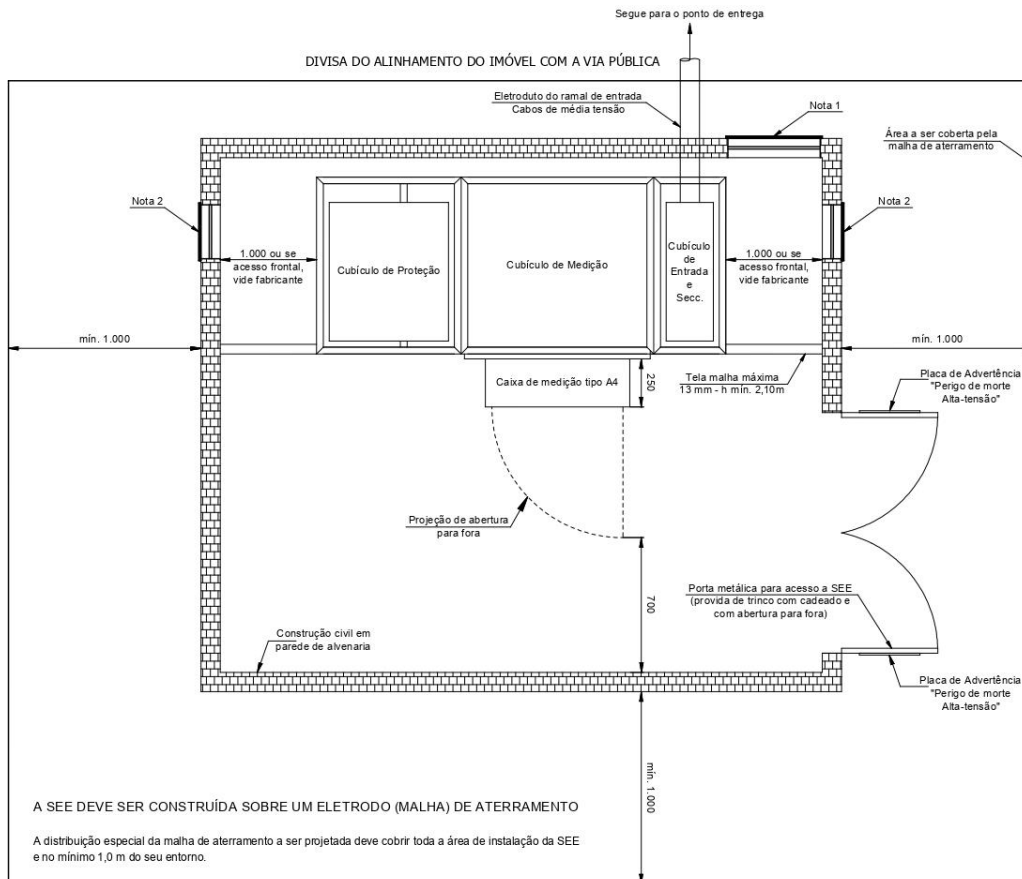 Segue para o ponto de entrega
DIVISA DO ALINHAMENTO DO IMÓVEL COM A VIA PÚBLICA
Eletroduto do ramal de entrada
Cabos de média tensão
Nota 1
Área a ser coberta pela
malha de aterramento
Nota 2
Nota 2
1.000 ou se
acesso frontal,
vide fabricante
Cubículo de Proteção
Cubículo de Medição
Cubículo
de
Entrada
e
Secc.
1.000 ou se
acesso frontal,
vide fabricante
mín. 1.000
mín. 1.000
Caixa de medição tipo A4
250
Tela malha máxima
13 mm - h mín. 2,10m
Placa de Advertência
"Perigo de morte
Alta-tensão"
Projeção de abertura
para fora
700
Porta metálica para acesso a SEE
(provida de trinco com cadeado e
com abertura para fora)
Construção civil em
parede de alvenaria
Placa de Advertência
"Perigo de morte
Alta-tensão"
mín. 1.000
A SEE DEVE SER CONSTRUÍDA SOBRE UM ELETRODO (MALHA) DE ATERRAMENTO
A distribuição especial da malha de aterramento a ser projetada deve cobrir toda a área de instalação da SEE
e no mínimo 1,0 m do seu entorno.